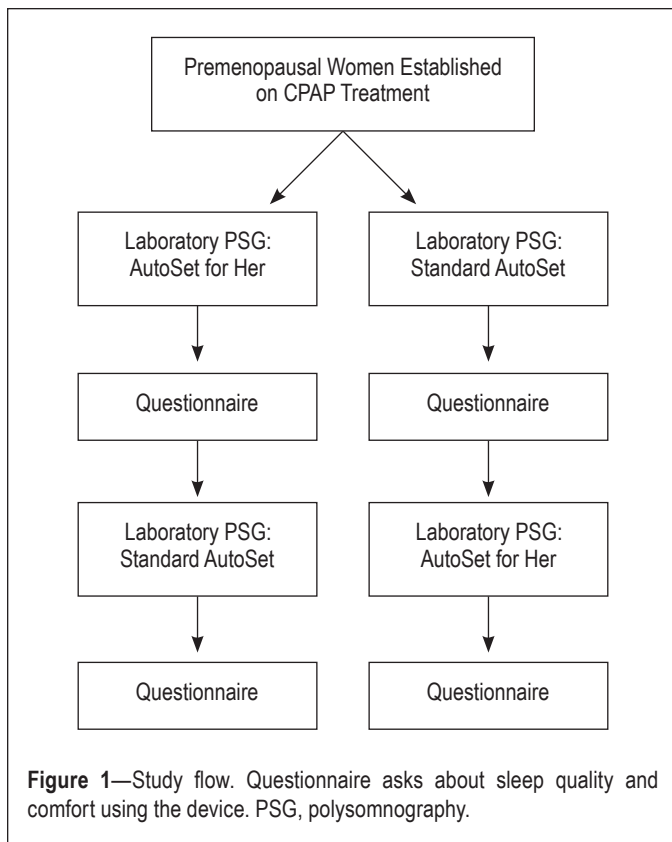 Premenopausal Women Established
on CPAP Treatment
Laboratory PSG:
AutoSet for Her
Laboratory PSG:
Standard AutoSet
Questionnaire
Questionnaire
Laboratory PSG:
Standard AutoSet
Laboratory PSG:
AutoSet for Her
Questionnaire
Questionnaire
Figure 1—Study flow. Questionnaire asks about sleep quality and
comfort using the device. PSG, polysomnography.